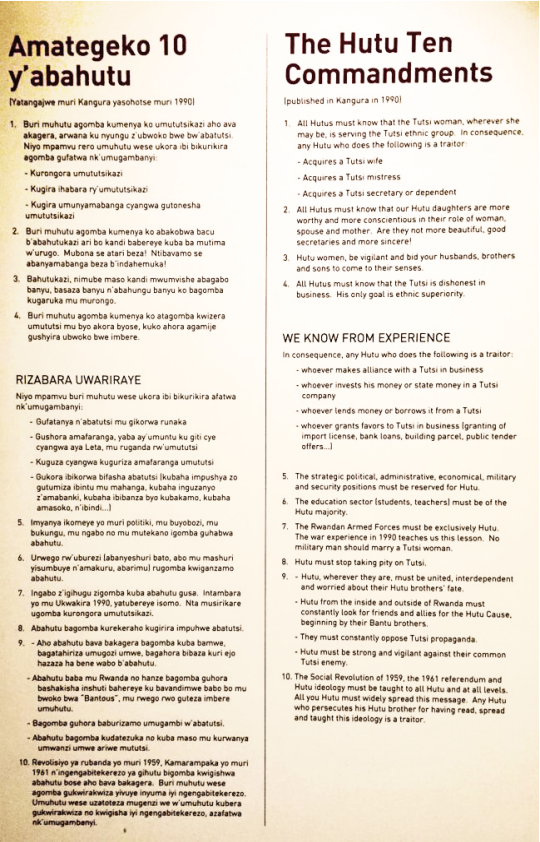 Amategeko 10
y'abahutu
(Yatangajwe muri Kangura yasohotse muri 1990)
1. Buri muhutu agomba kumenya ko umututsikazi aho ava
akagera, arwana ku nyungu z'ubwoko bwe bw'abatutsi.
Niyo mpamvu rero umuhutu wese ukora ibi bikurikira
agomba gufatwa nk'umugambanyi:
- Kurongora umututsikazi
- Kugira ihabara ry'umututsikazi
- Kugira umunyamabanga cyangwa gutonesha
umututsikazi
2. Buri muhutu agomba kumenya ko abakobwa bacu
b'abahutukazi ari bo kandi babereye kuba ba mutima
w'urugo. Mubona se atari beza! Ntibavamo se
abanyamabanga beza b'indahemuka!
3. Bahutukazi, nimube maso kandi mwumvishe abagabo
banyu, basaza banyu n'abahungu banyu ko bagomba
kugaruka mu murongo.
4. Buri muhutu agomba kumenya ko atagomba kwizera
umututsi mu byo akora byose, kuko ahora agamije
gushyira ubwoko bwe imbere.
RIZABARA UWARIRAYE
Niyo mpamvu buri muhutu wese ukora ibi bikurikira afatwa
nk'umugambanyi:
- Gufatanya n'abatutsi mu gikorwa runaka
- Gushora amafaranga, yaba ay'umuntu ku giti cye
cyangwa aya Leta, mu ruganda rw'umututsi
- Kuguza cyangwa kuguriza amafaranga umututsi
- Gukora ibikorwa bifasha abatutsi (kubaha impushya zo
gutumiza ibintu mu mahanga, kubaha inguzanyo
z'amabanki, kubaha ibibanza byo kubakamo, kubaha
amasoko, n'ibindi...)
5. Imyanya ikomeye yo muri politiki, mu buyobozi, mu
bukungu, mu ngabo no mu mutekano igomba guhabwa
abahutu.
6. Urwego rw'uburezi (abanyeshuri bato, abo mu mashuri
yisumbuye n'amakuru, abarimu) rugomba kwiganzamo
abahutu.
7. Ingabo z'igihugu zigomba kuba abahutu gusa. Intambara
yo mu Ukwakira 1990, yatubereye isomo. Nta musirikare
ugomba kurongora umututsikazi.
8. Abahutu bagomba kurekeraho kugirira impuhwe abatutsi.
9. - Aho abahutu bava bakagera bagomba kuba bamwe,
bagatahiriza umugozi umwe, bagahora bibaza kuri ejo
hazaza ha bene wabo b'abahutu.
- Abahutu baba mu Rwanda no hanze bagomba guhora
bashakisha inshuti bahereye ku bavandimwe babo bo mu
bwoko bwa "Bantous", mu rwego rwo guteza imbere
umuhutu.
- Bagomba guhora baburizamo umugambi w'abatutsi.
- Abahutu bagomba kudatezuka no kuba maso mu kurwanya
umwanzi umwe ariwe mututsi.
10. Revolisiyo ya rubanda yo muri 1959, Kamarampaka yo muri
1961 n'ingengabitekerezo ya gihutu bigomba kwigishwa
abahutu bose aho bava bakagera. Buri muhutu wese
agomba gukwirakwiza yivuye inyuma iyi ngengabitekerezo.
Umuhutu wese uzatoteza mugenzi we w'umuhutu kubera
gukwirakwiza no kwigisha iyi ngengabitekerezo, azafatwa
nk'umugambanyi.
The Hutu Ten
Commandments
(published in Kangura in 1990)
1. All Hutus must know that the Tutsi woman, wherever she
may be, is serving the Tutsi ethnic group. In consequence,
any Hutu who does the following is a traitor:
- Acquires a Tutsi wife
- Acquires a Tutsi mistress
- Acquires a Tutsi secretary or dependent
2. All Hutus must know that our Hutu daughters are more
worthy and more conscientious in their role of woman,
spouse and mother. Are they not more beautiful, good
secretaries and more sincere!
3. Hutu women, be vigilant and bid your husbands, brothers
and sons to come to their senses.
4. All Hutus must know that the Tutsi is dishonest in
business. His only goal is ethnic superiority.
WE KNOW FROM EXPERIENCE
In consequence, any Hutu who does the following is a traitor:
- whoever makes alliance with a Tutsi in business
- whoever invests his money or state money in a Tutsi
company
- whoever lends money or borrows it from a Tutsi
- whoever grants favors to Tutsi in business (granting of
import license, bank loans, building parcel, public tender
offers...)
5. The strategic political, administrative, economical, military
and security positions must be reserved for Hutu.
6. The education sector (students, teachers) must be of the
Hutu majority.
7. The Rwandan Armed Forces must be exclusively Hutu.
The war experience in 1990 teaches us this lesson. No
military man should marry a Tutsi woman.
8. Hutu must stop taking pity on Tutsi.
9. - Hutu, wherever they are, must be united, interdependent
and worried about their Hutu brothers' fate.
- Hutu from the inside and outside of Rwanda must
constantly look for friends and allies for the Hutu Cause,
beginning by their Bantu brothers.
- They must constantly oppose Tutsi propaganda.
- Hutu must be strong and vigilant against their common
Tutsi enemy.
10. The Social Revolution of 1959, the 1961 referendum and
Hutu ideology must be taught to all Hutu and at all levels.
All you Hutu must widely spread this message. Any Hutu
who persecutes his Hutu brother for having read, spread
and taught this ideology is a traitor.